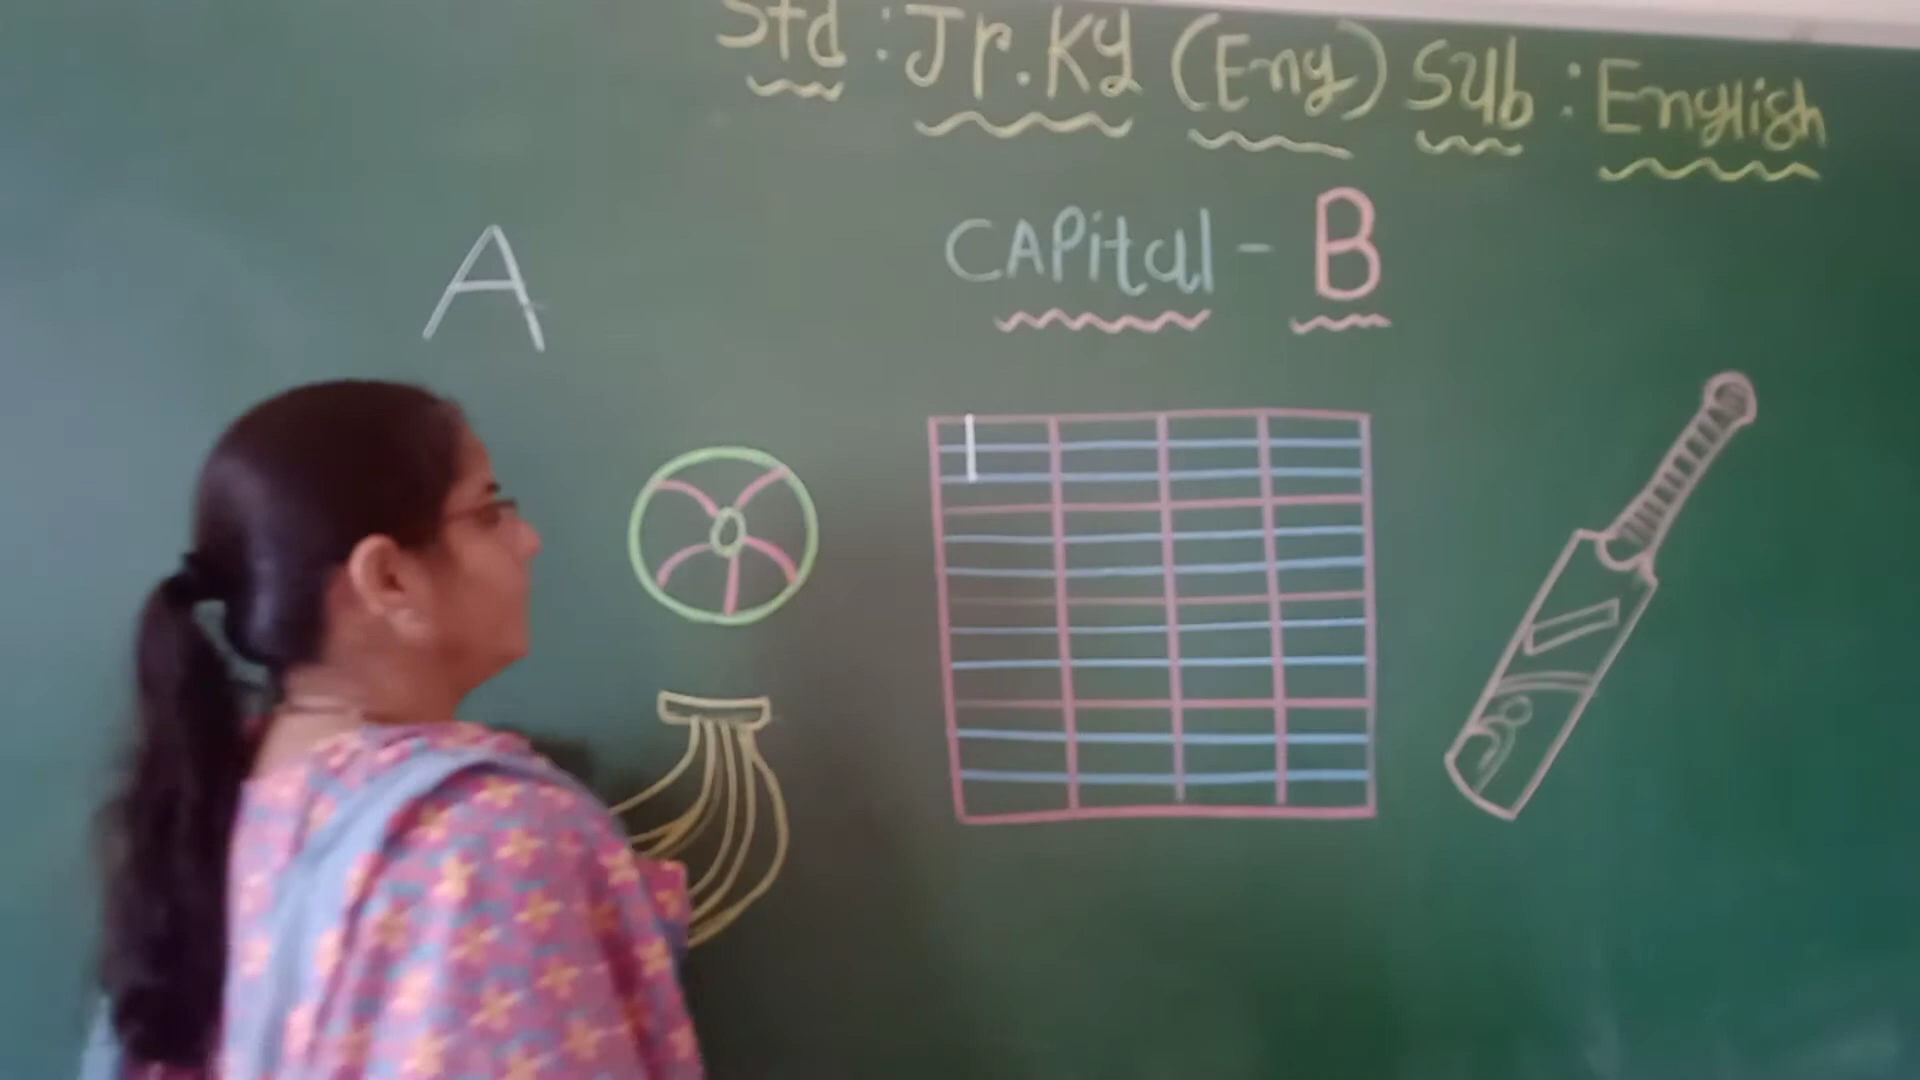 Std : Jr.Kg (Eng) Sub : English
A
CAPital - B